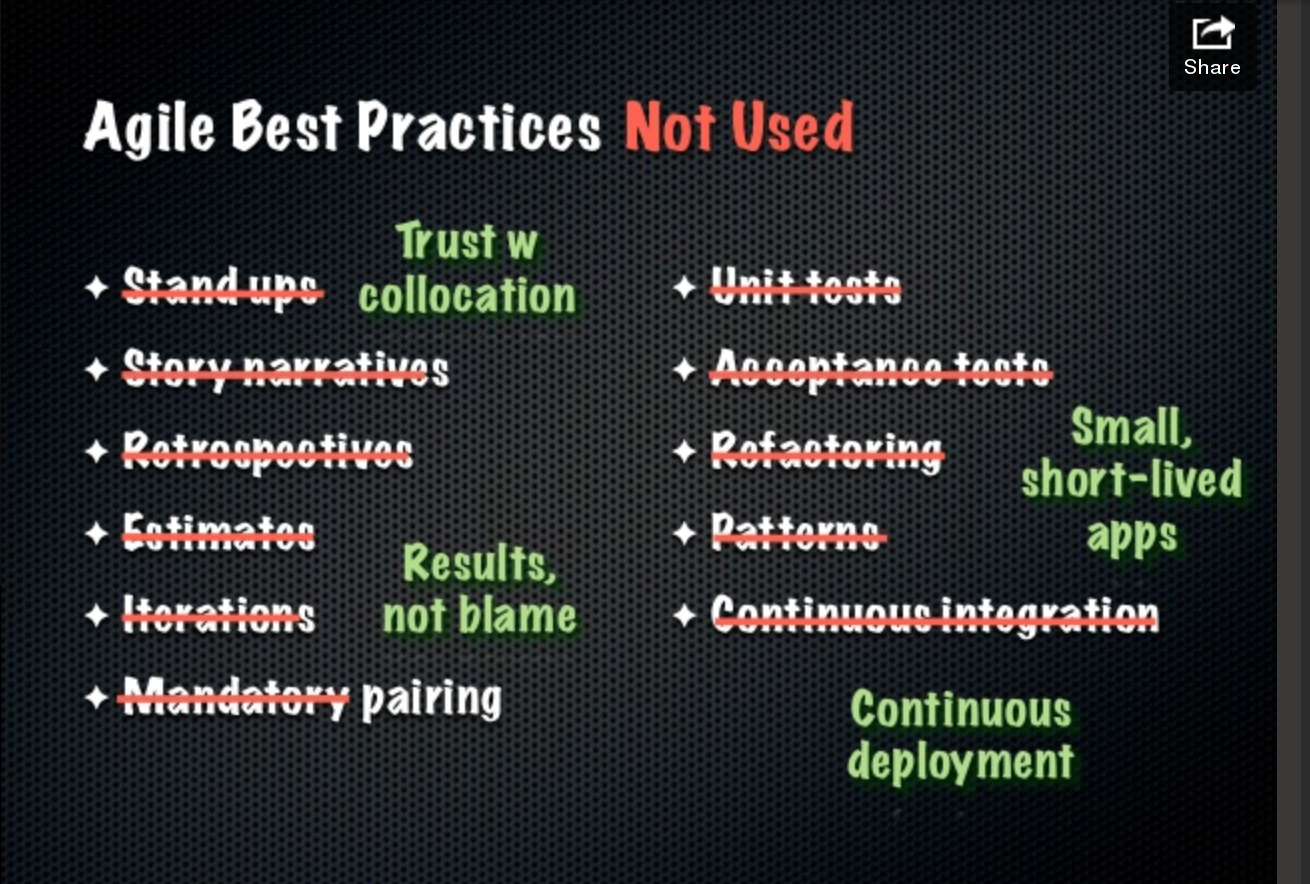 Share
Agile Best Practices Not Used
Trust w
collocation
Stand ups
Story narratives
Retrospectives
Estimates
Results,
not blame
Iterations
Mandatory pairing
Unit tests
Acceptance tests
Small,
short-lived
apps
Refactoring
Patterns
Continuous integration
Continuous
deployment